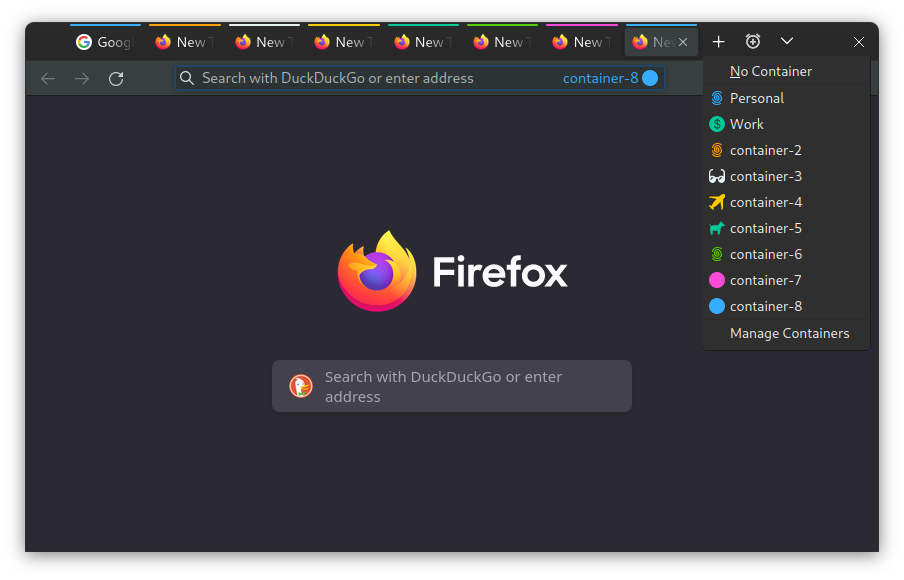 Goog
New T
New T
New T
New T
New T
New T
New
Search with DuckDuckGo or enter address
container-8
No Container
Personal
$ Work
container-2
container-3
container-4
container-5
container-6
container-7
container-8
Manage Containers
Firefox
Search with DuckDuckGo or enter
address